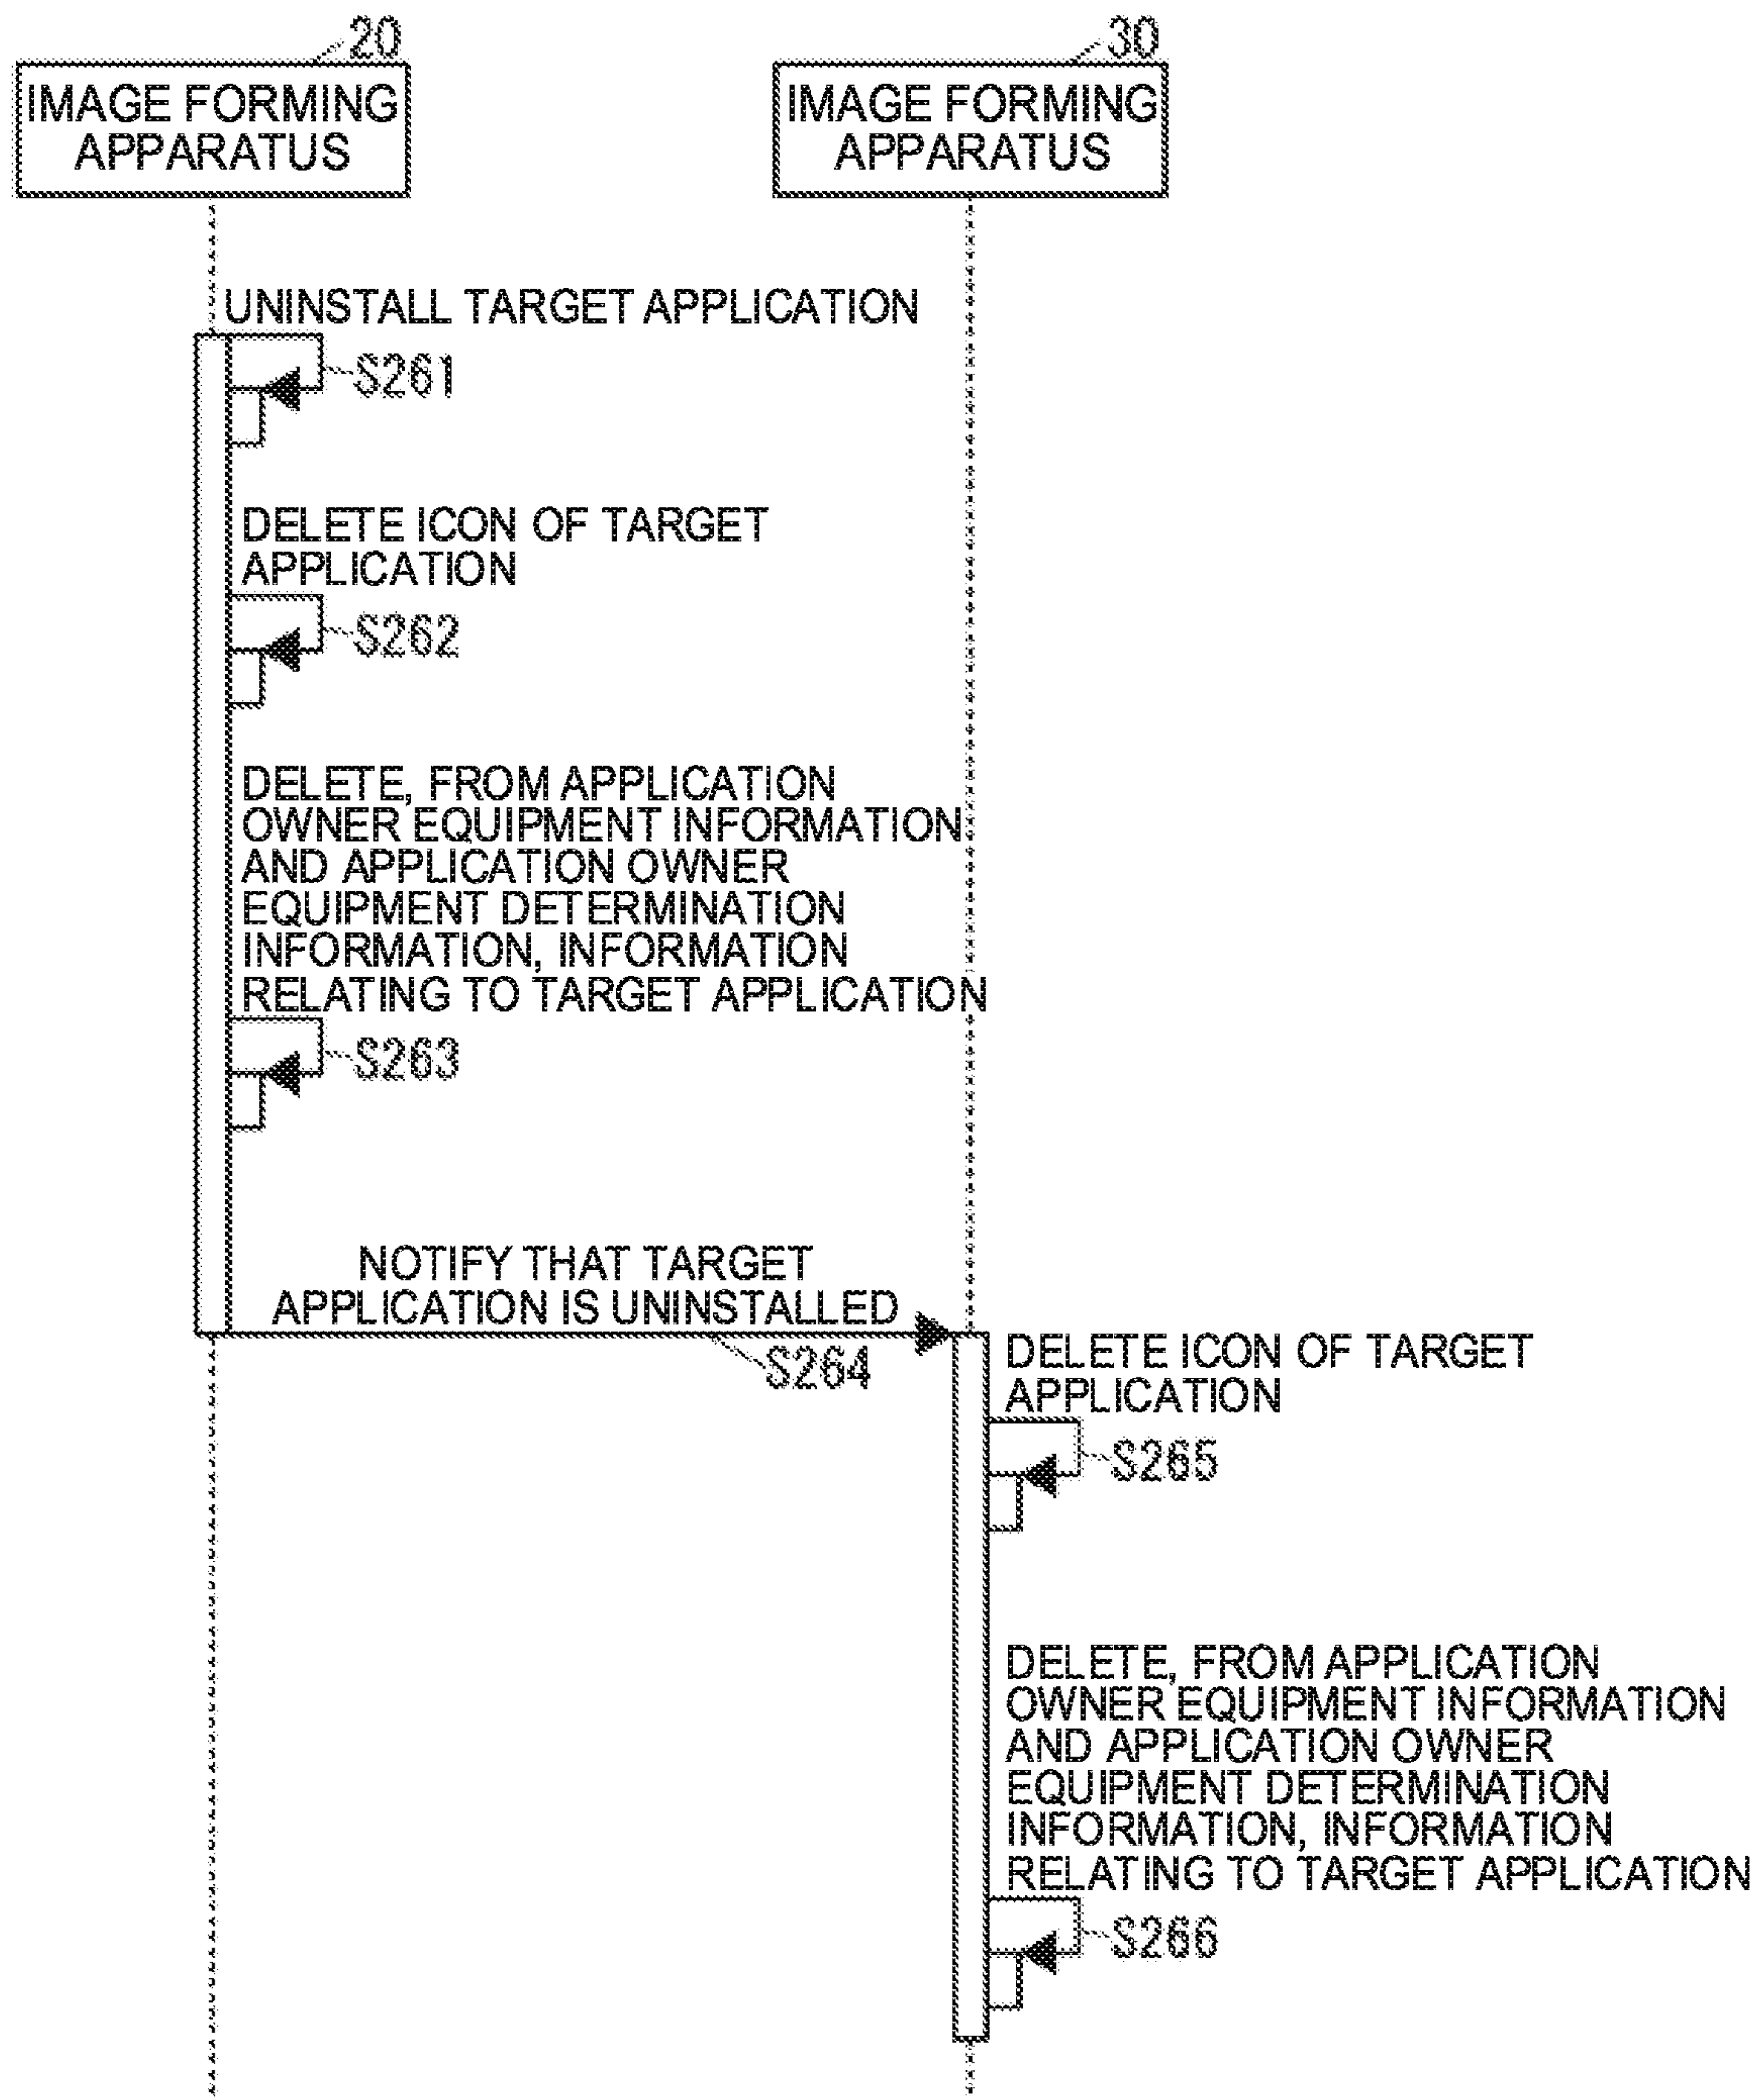 20
30
IMAGE FORMING
APPARATUS
IMAGE FORMING
APPARATUS
UNINSTALL TARGET APPLICATION
S261
DELETE ICON OF TARGET
APPLICATION
S262
DELETE, FROM APPLICATION
OWNER EQUIPMENT INFORMATION
AND APPLICATION OWNER
EQUIPMENT DETERMINATION
INFORMATION, INFORMATION
RELATING TO TARGET APPLICATION
S263
NOTIFY THAT TARGET
APPLICATION IS UNINSTALLED
S264
DELETE ICON OF TARGET
APPLICATION
S265
DELETE, FROM APPLICATION
OWNER EQUIPMENT INFORMATION
AND APPLICATION OWNER
EQUIPMENT DETERMINATION
INFORMATION, INFORMATION
RELATING TO TARGET APPLICATION
S266